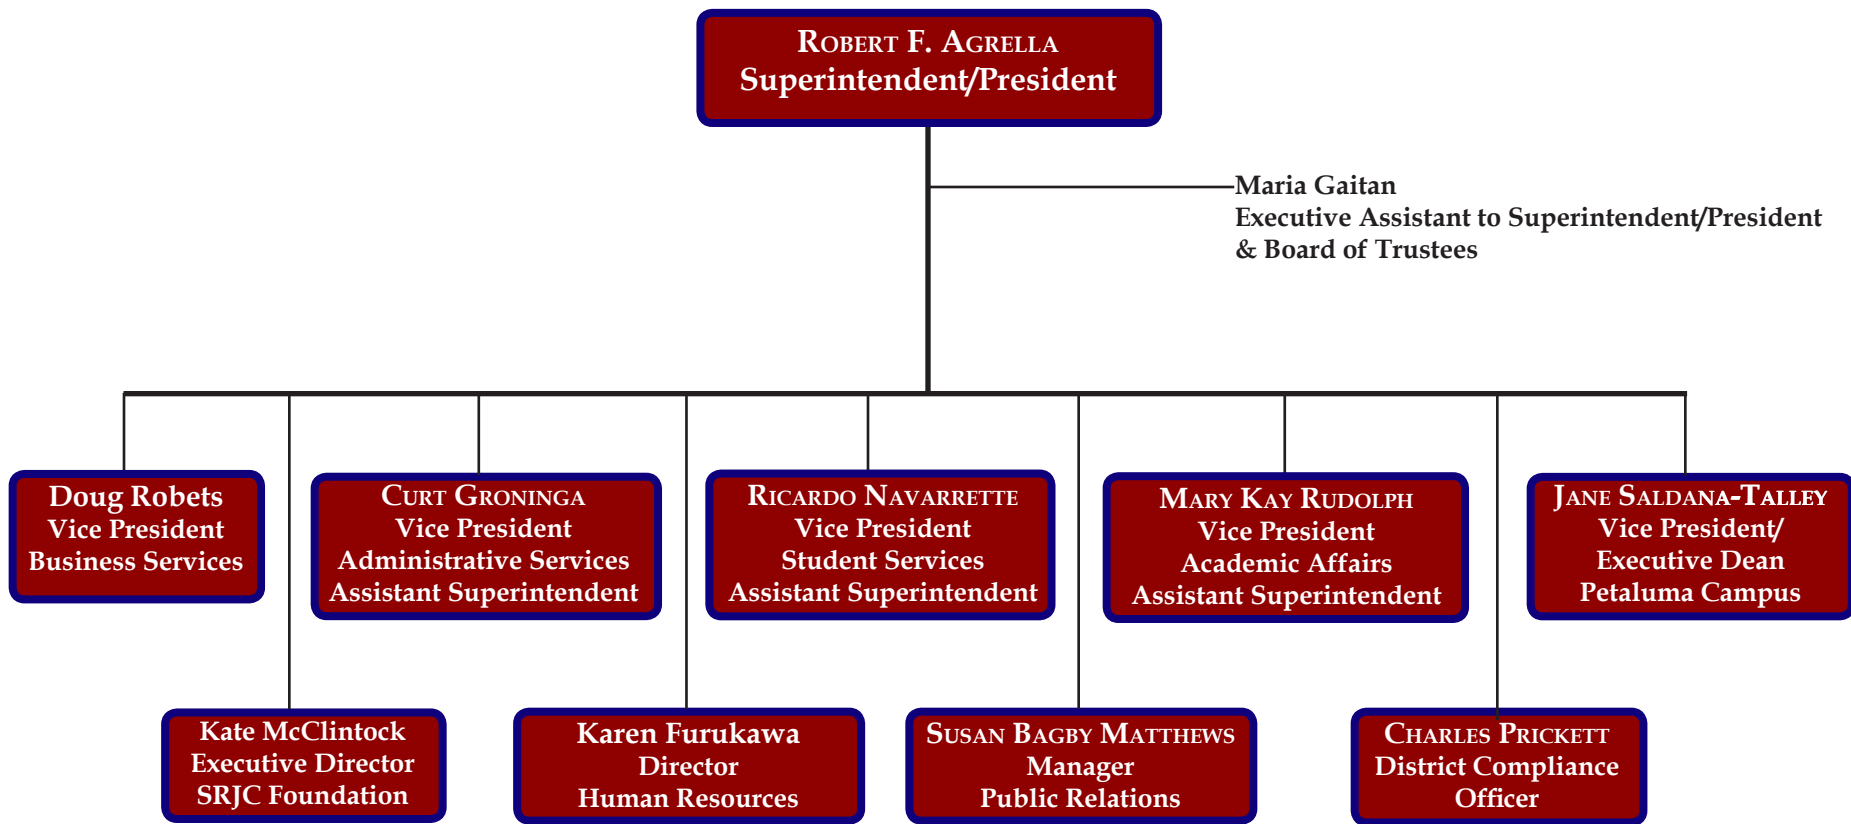 ROBERT F. AGRELLA
Superintendent/President
Maria Gaitan
Executive Assistant to Superintendent/President
& Board of Trustees
Doug Robets
Vice President
Business Services
CURT GRONINGA
Vice President
Administrative Services
Assistant Superintendent
RICARDO NAVARRETTE
Vice President
Student Services
Assistant Superintendent
MARY KAY RUDOLPH
Vice President
Academic Affairs
Assistant Superintendent
JANE SALDANA-TALLEY
Vice President/
Executive Dean
Petaluma Campus
Kate McClintock
Executive Director
SRJC Foundation
Karen Furukawa
Director
Human Resources
SUSAN BAGBY MATTHEWS
Manager
Public Relations
CHARLES PRICKETT
District Compliance
Officer